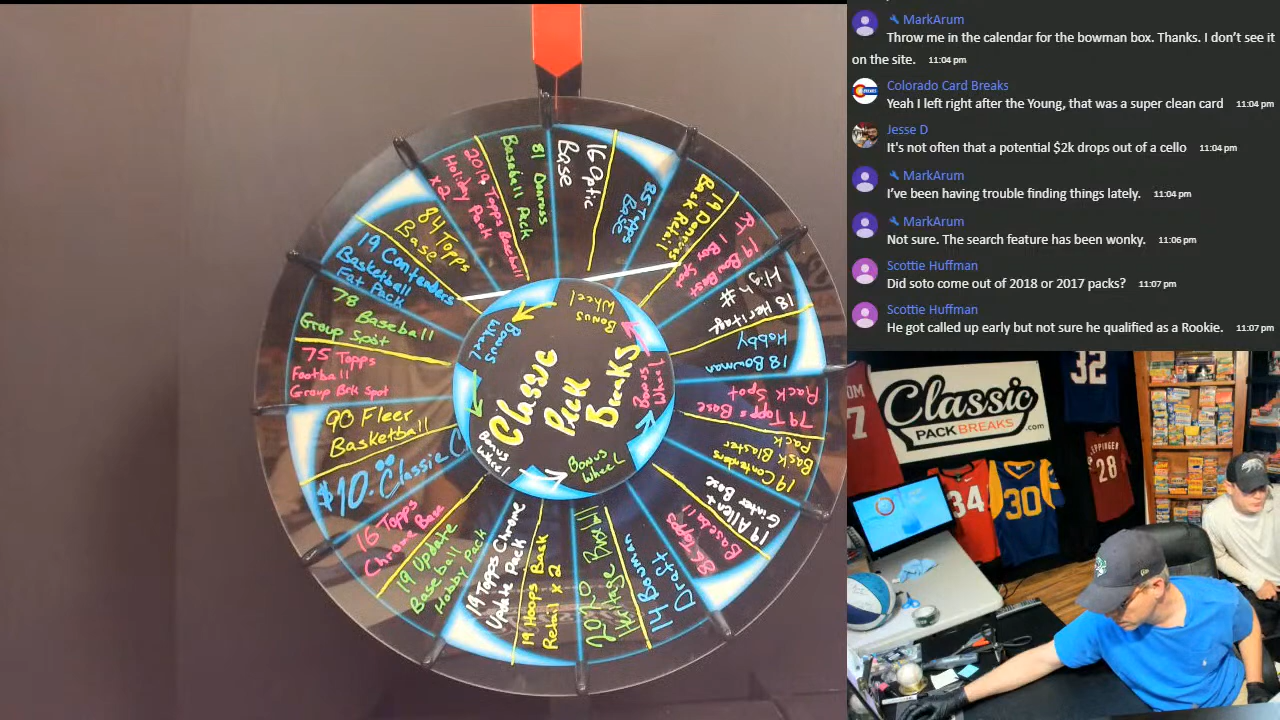 16 Optic
Base
85 Topps
Base
19 Donruss
Bask Retail
19 Bow Best
RT 1 Box Spot
18 Heritage
High #
18 Bowman
Hobby
79 Topps Base
Rack Spot
19 Contenders
Bask Blaster
Pack
19 Allen +
Ginter Base
86 Topps
Baseball
14 Bowman
Draft
2020
Heritage Bsball
19 Hoops Bask
Retail x 2
19 Topps Chrome
Update Pack
19 Update
Baseball
Hobby Pack
16 Topps
Chrome Base
$10. Classic C
90 Fleer
Basketball
75 Topps
Football
Group Brk Spot
78 Baseball
Group Spot
19 Contenders
Basketball
Fat Pack
84 Topps
Base
2019 Topps Baseball
Holiday Pack
x 2
81 Donruss
Baseball Pack
Bonus
Wheel
Bonus
Wheel
Bonus
Wheel
Bonus
Wheel
Bonus
Wheel
Classic
Pack
Breaks
MarkArum
Throw me in the calendar for the bowman box. Thanks. I don't see it
on the site. 11:04 pm
Colorado Card Breaks
Yeah I left right after the Young, that was a super clean card 11:04 pm
Jesse D
It's not often that a potential $2k drops out of a cello 11:04 pm
MarkArum
I've been having trouble finding things lately. 11:04 pm
MarkArum
Not sure. The search feature has been wonky. 11:06 pm
Scottie Huffman
Did soto come out of 2018 or 2017 packs? 11:07 pm
Scottie Huffman
He got called up early but not sure he qualified as a Rookie. 11:07 pm
Classic
PACK BREAKS .com
32
7
34
30
28